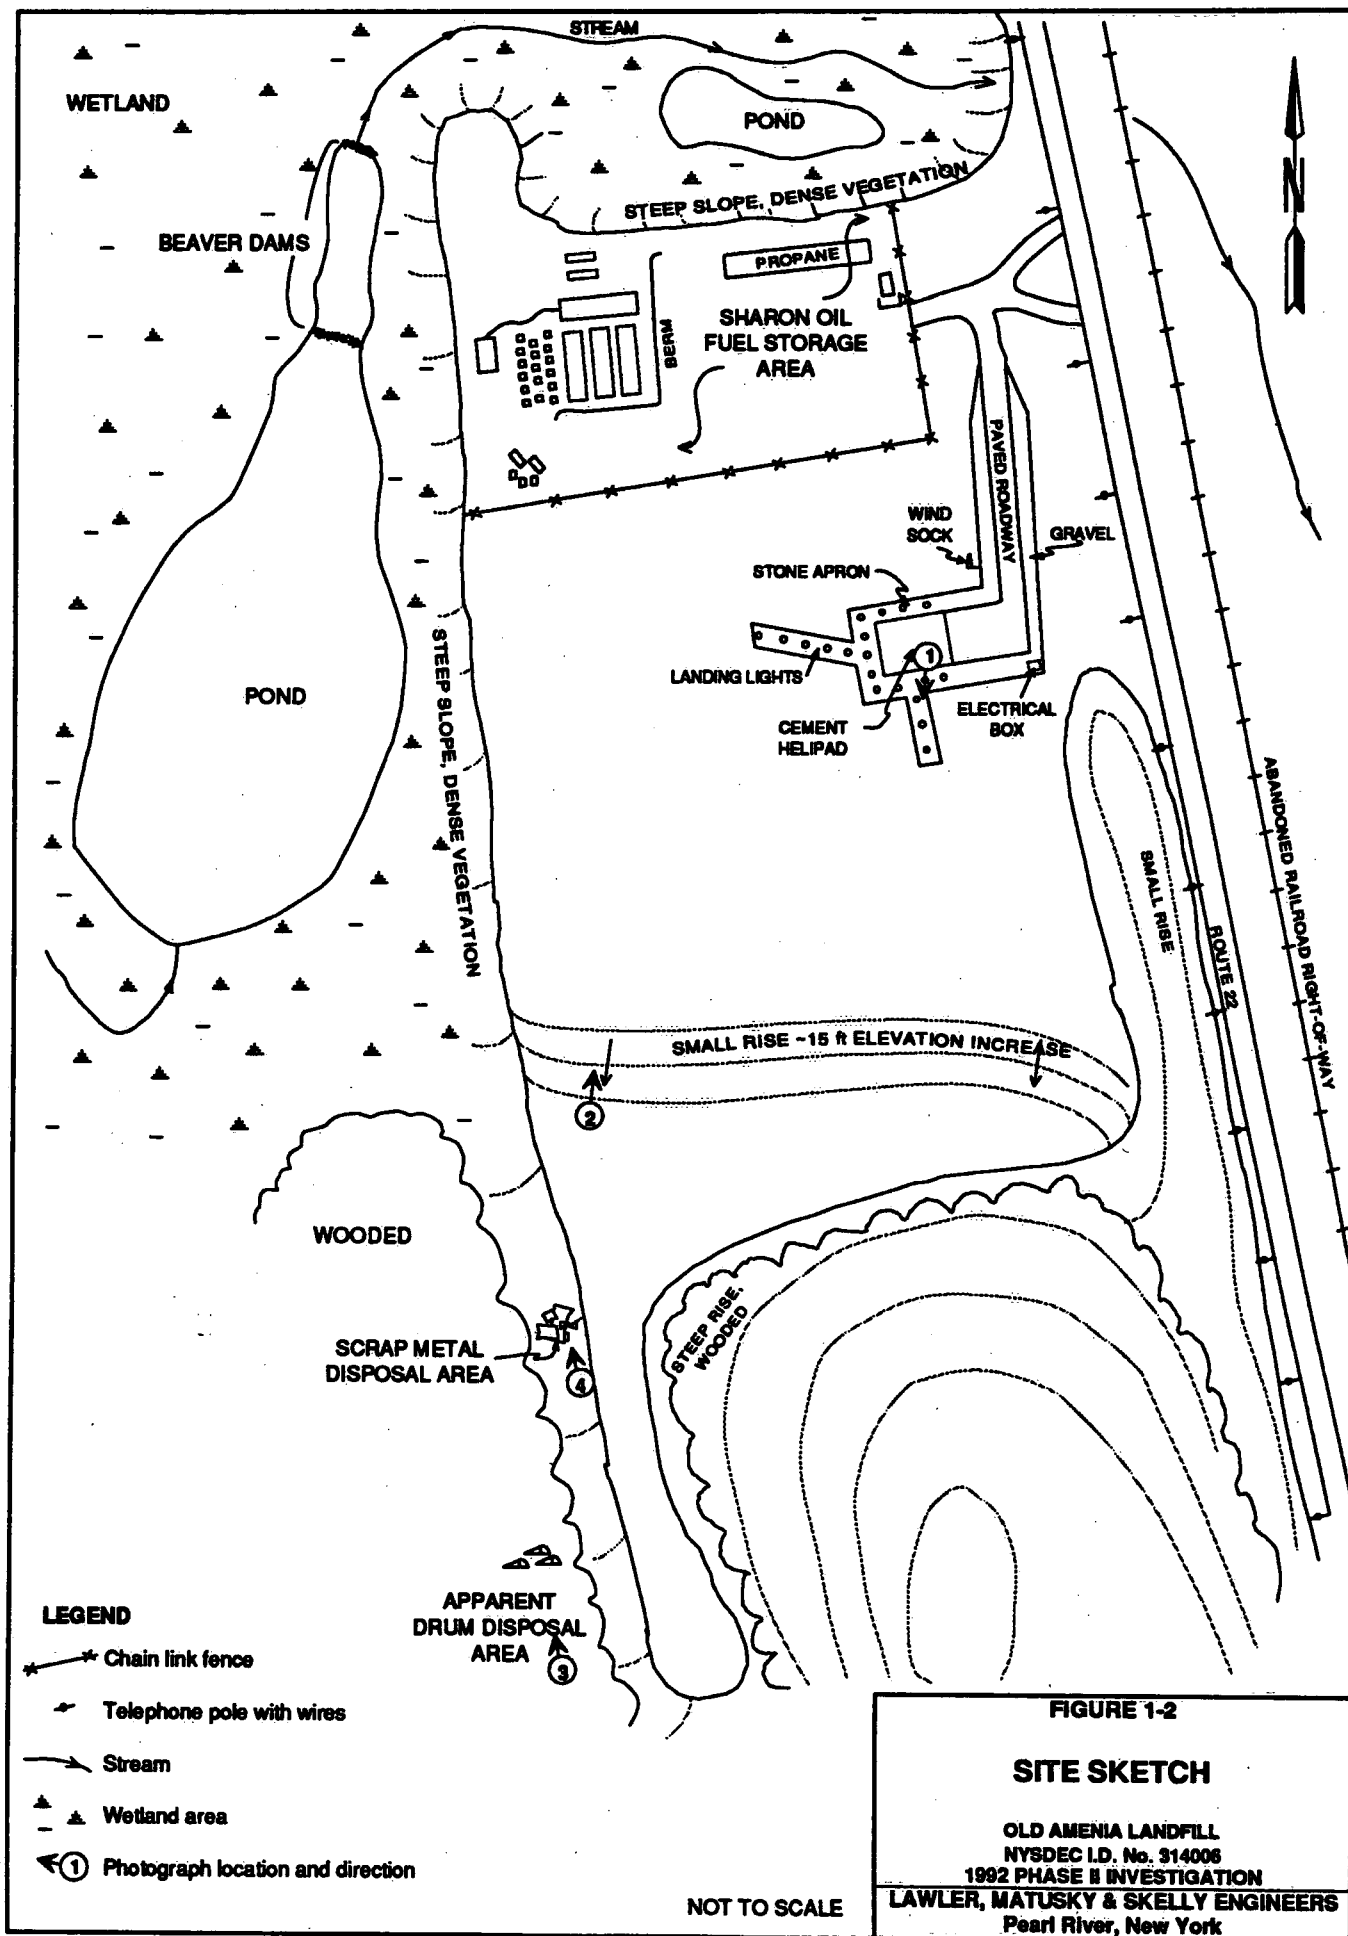 STREAM
WETLAND
POND
STEEP SLOPE, DENSE VEGETATION
BEAVER DAMS
PROPANE
N
SHARON OIL
FUEL STORAGE
AREA
BERM
PAVED ROADWAY
WIND
SOCK
GRAVEL
STONE APRON
LANDING LIGHTS
1
CEMENT
HELIPAD
ELECTRICAL
BOX
STEEP SLOPE, DENSE VEGETATION
POND
SMALL RISE
ROUTE 22
ABANDONED RAILROAD RIGHT-OF-WAY
SMALL RISE ~15 ft ELEVATION INCREASE
2
WOODED
STEEP RISE,
WOODED
SCRAP METAL
DISPOSAL AREA
4
APPARENT
DRUM DISPOSAL
AREA
3
LEGEND
Chain link fence
Telephone pole with wires
Stream
Wetland area
1 Photograph location and direction
NOT TO SCALE
FIGURE 1-2
SITE SKETCH
OLD AMENIA LANDFILL
NYSDEC I.D. No. 314006
1992 PHASE II INVESTIGATION
LAWLER, MATUSKY & SKELLY ENGINEERS
Pearl River, New York